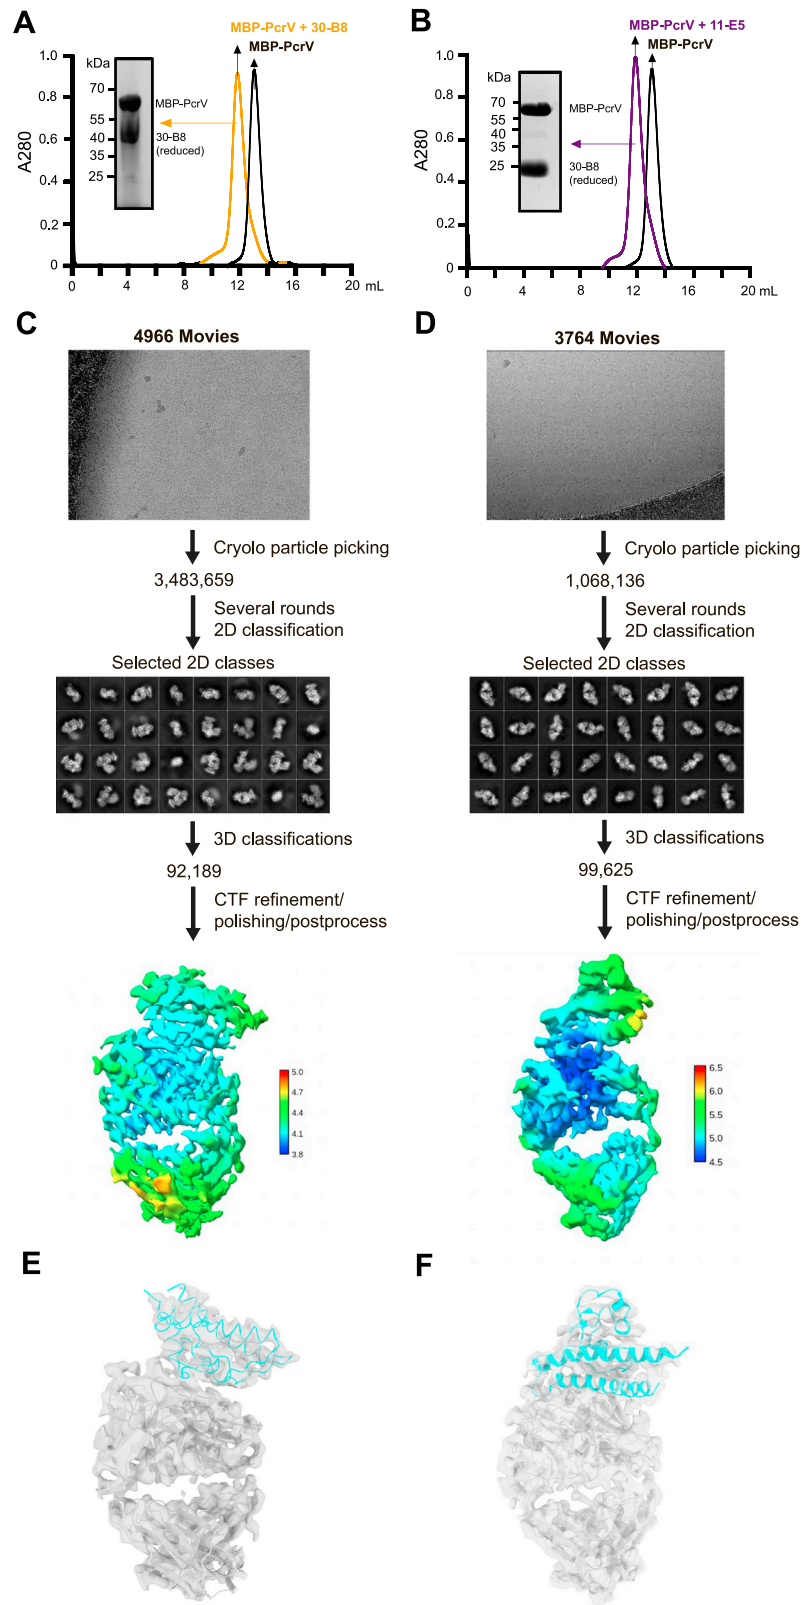 A
MBP-PcrV + 30-B8
MBP-PcrV
kDa
70
55
40
35
25
MBP-PcrV
30-B8
(reduced)
A280
1.0
0.8
0.6
0.4
0.2
0
0
4
8
12
16
20 mL
B
MBP-PcrV + 11-E5
MBP-PcrV
kDa
70
55
40
35
25
MBP-PcrV
30-B8
(reduced)
A280
1.0
0.8
0.6
0.4
0.2
0
0
4
8
12
16
20 mL
C
4966 Movies
Cryolo particle picking
3,483,659
Several rounds
2D classification
Selected 2D classes
3D classifications
92,189
CTF refinement/
polishing/postprocess
5.0
4.7
4.4
4.1
3.8
D
3764 Movies
Cryolo particle picking
1,068,136
Several rounds
2D classification
Selected 2D classes
3D classifications
99,625
CTF refinement/
polishing/postprocess
6.5
6.0
5.5
5.0
4.5
E
F